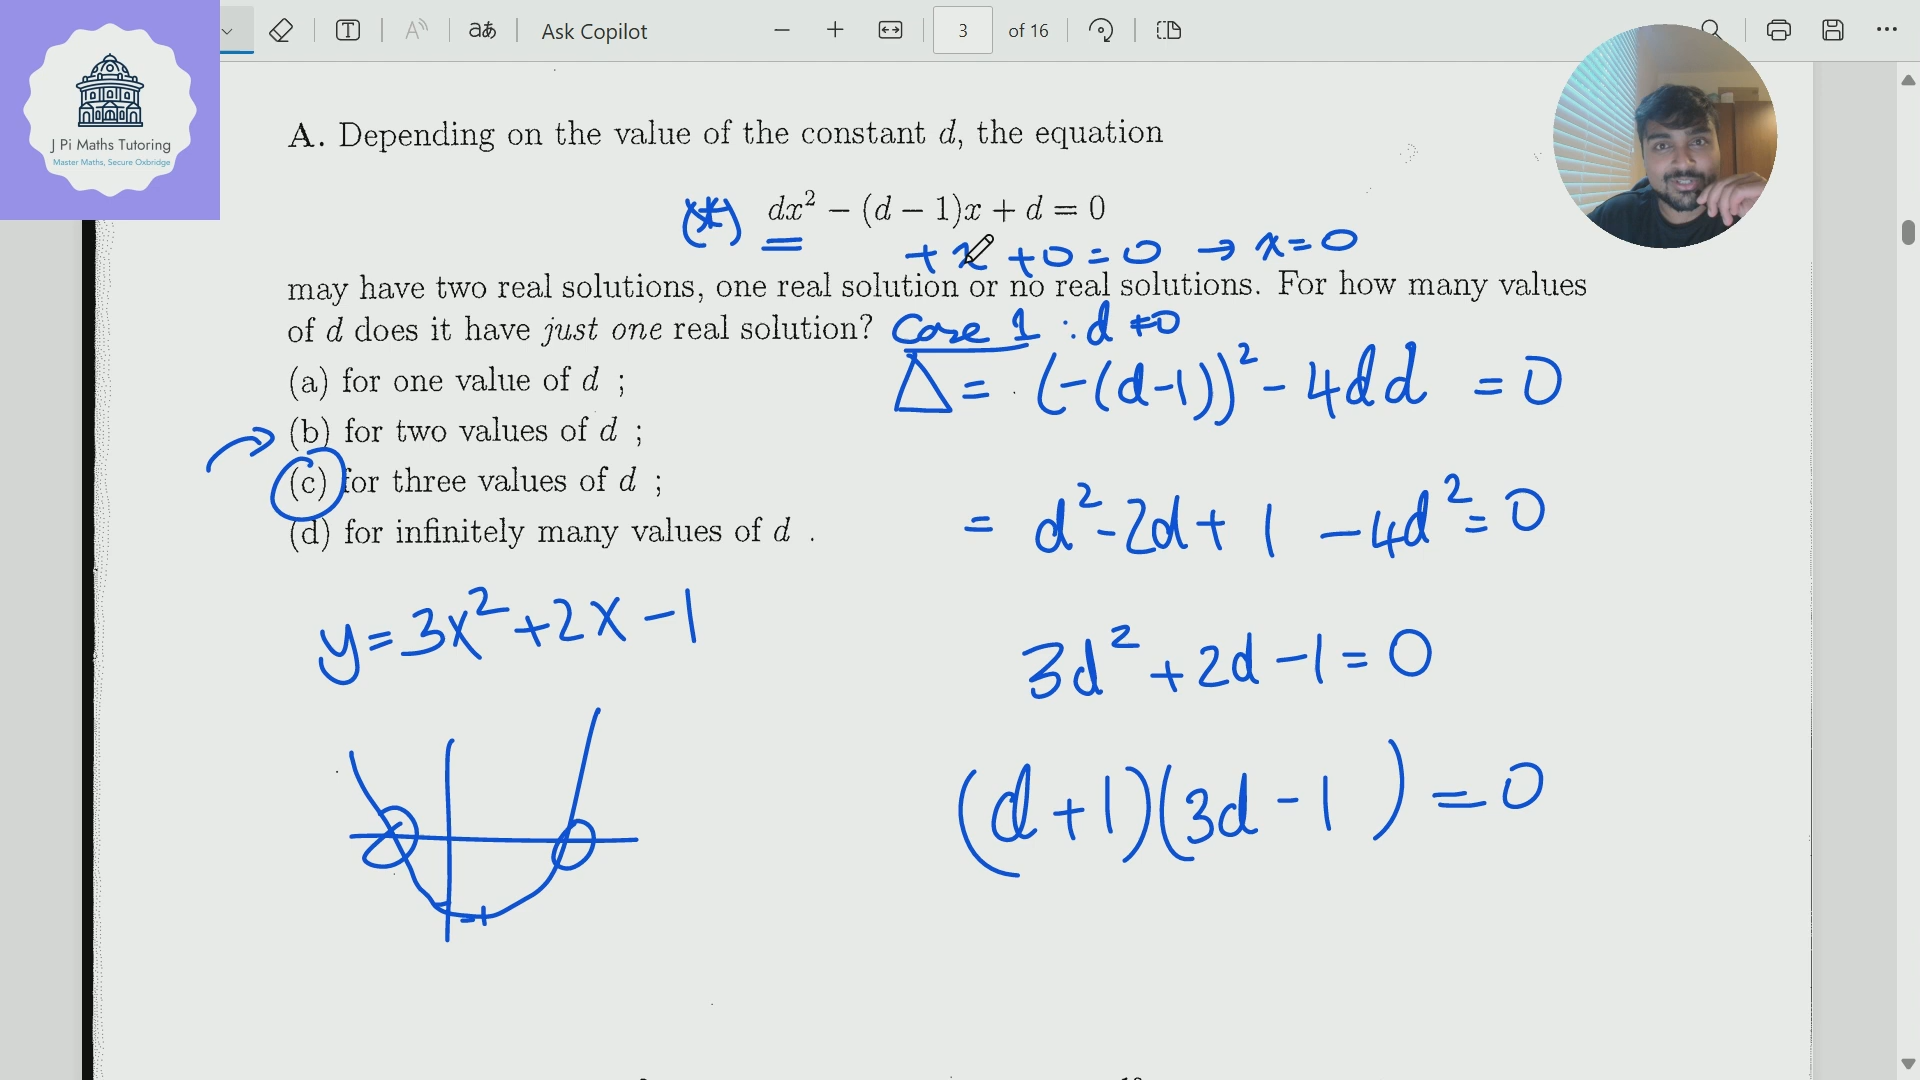 T A aあ Ask Copilot − + 3 of 16
J Pi Maths Tutoring
Master Maths, Secure Oxbridge
A. Depending on the value of the constant d, the equation
(*) dx² − (d − 1)x + d = 0
+ x + 0 = 0 → x = 0
may have two real solutions, one real solution or no real solutions. For how many values
of d does it have just one real solution? Case 1 : d ≠ 0
Δ = (-(d-1))² - 4dd = 0
(a) for one value of d ;
(b) for two values of d ;
(c) for three values of d ;
(d) for infinitely many values of d .
= d² - 2d + 1 - 4d² = 0
y = 3x² + 2x - 1
3d² + 2d - 1 = 0
(d + 1)(3d - 1) = 0
-1